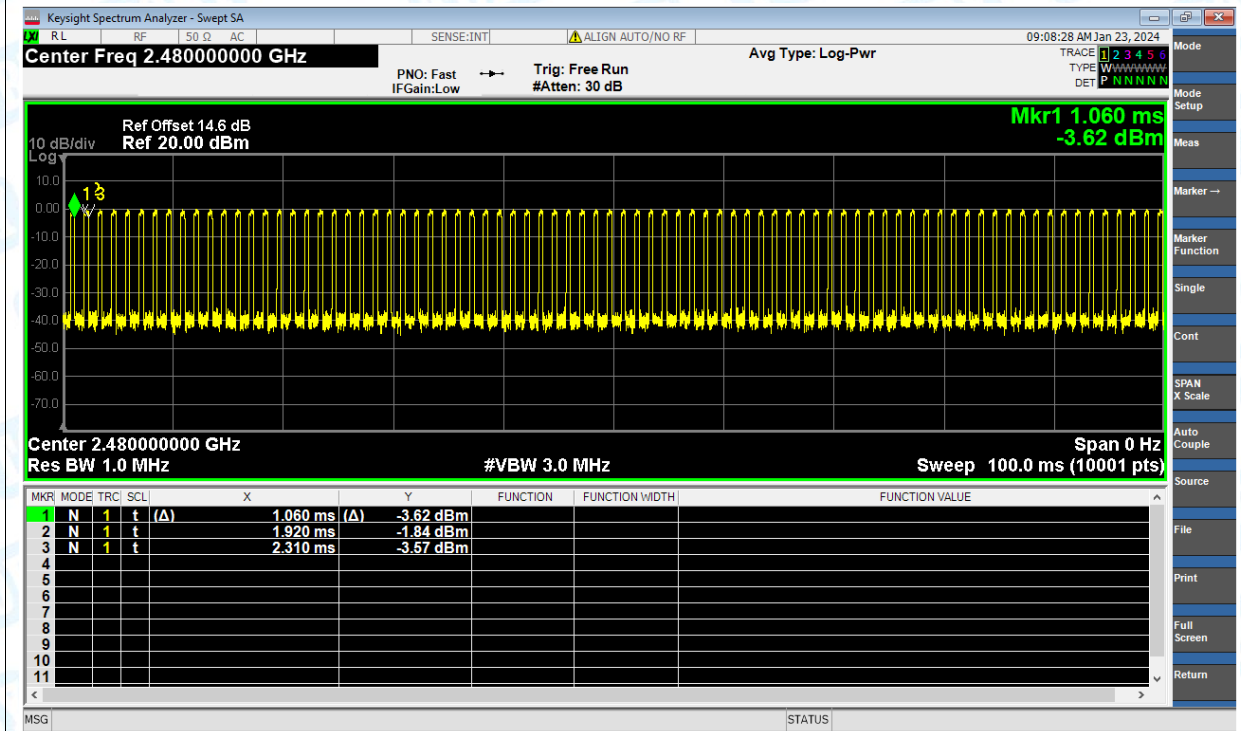 Keysight Spectrum Analyzer - Swept SA
LXI RL RF 50 Ω AC SENSE:INT ALIGN AUTO/NO RF 09:08:28 AM Jan 23, 2024
Center Freq 2.480000000 GHz
Avg Type: Log-Pwr
TRACE 1 2 3 4 5 6
PNO: Fast Trig: Free Run
TYPE W
IFGain:Low #Atten: 30 dB
DET P N N N N N
Mode
Mode Setup
Meas
Marker →
Marker Function
Single
Cont
SPAN X Scale
Auto Couple
Source
File
Print
Full Screen
Return
Mkr1 1.060 ms
-3.62 dBm
Ref Offset 14.6 dB
10 dB/div Ref 20.00 dBm
Log
10.0
0.00
-10.0
-20.0
-30.0
-40.0
-50.0
-60.0
-70.0
1 3
Center 2.480000000 GHz Span 0 Hz
Res BW 1.0 MHz #VBW 3.0 MHz Sweep 100.0 ms (10001 pts)
MKR MODE TRC SCL X Y FUNCTION FUNCTION WIDTH FUNCTION VALUE
1 N 1 t (Δ) 1.060 ms (Δ) -3.62 dBm
2 N 1 t 1.920 ms -1.84 dBm
3 N 1 t 2.310 ms -3.57 dBm
4
5
6
7
8
9
10
11
MSG STATUS